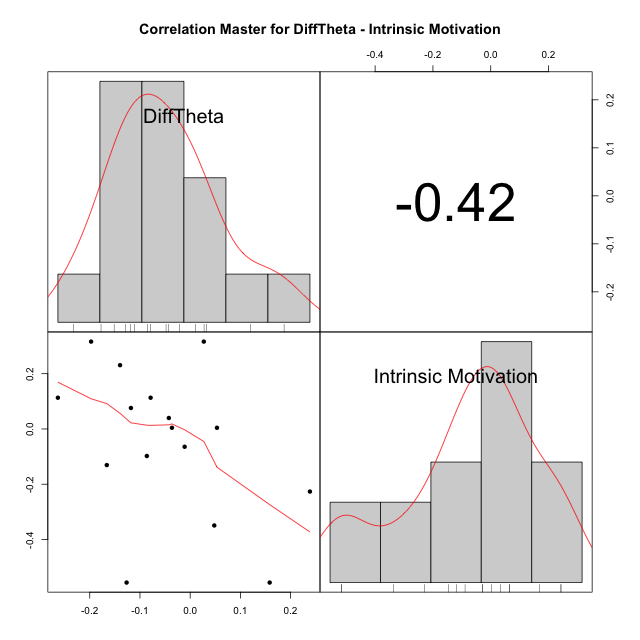 Correlation Master for DiffTheta - Intrinsic Motivation
-0.4 -0.2 0.0 0.2
DiffTheta
-0.42
0.2
0.1
0.0
-0.1
-0.2
Intrinsic Motivation
0.2
0.0
-0.2
-0.4
-0.2 -0.1 0.0 0.1 0.2